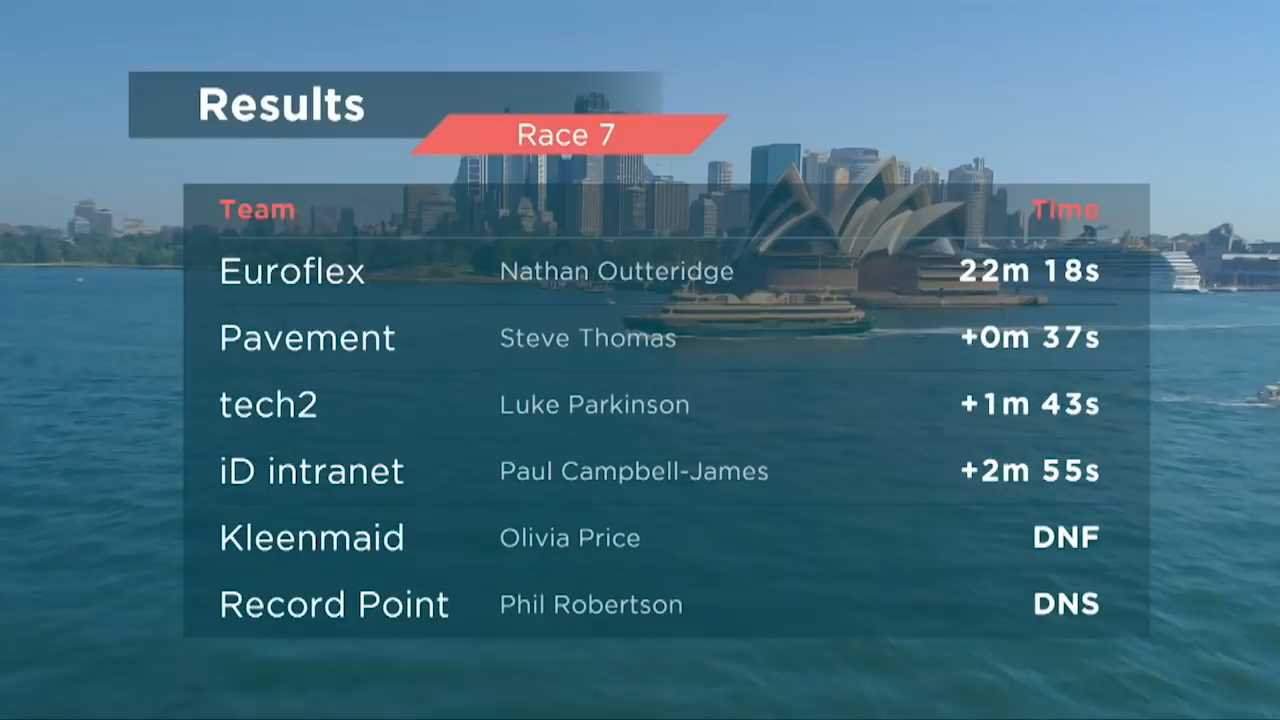 Results
Race 7
Team Time
Euroflex Nathan Outteridge 22m 18s
Pavement Steve Thomas +0m 37s
tech2 Luke Parkinson +1m 43s
iD intranet Paul Campbell-James +2m 55s
Kleenmaid Olivia Price DNF
Record Point Phil Robertson DNS